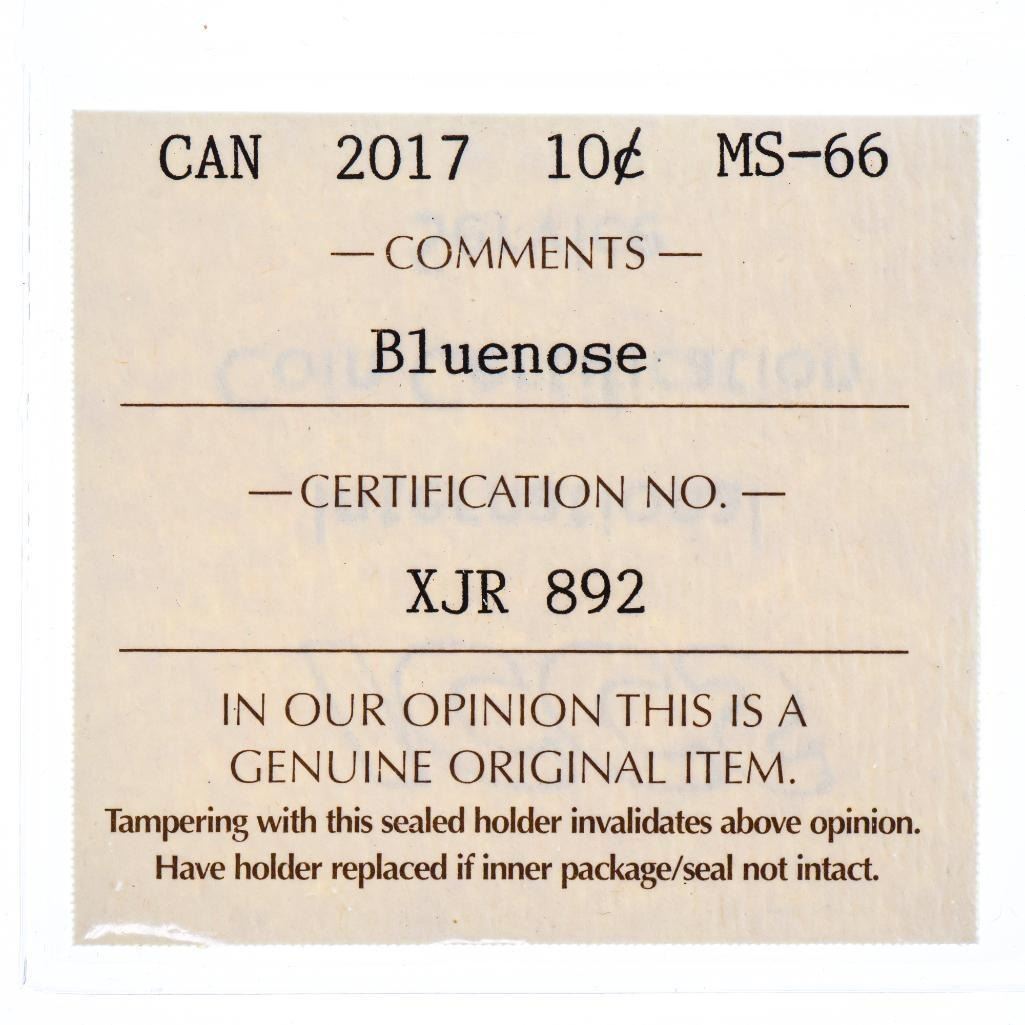 CAN 2017 10¢ MS-66
— COMMENTS —
Bluenose
— CERTIFICATION NO. —
XJR 892
IN OUR OPINION THIS IS A
GENUINE ORIGINAL ITEM.
Tampering with this sealed holder invalidates above opinion.
Have holder replaced if inner package/seal not intact.